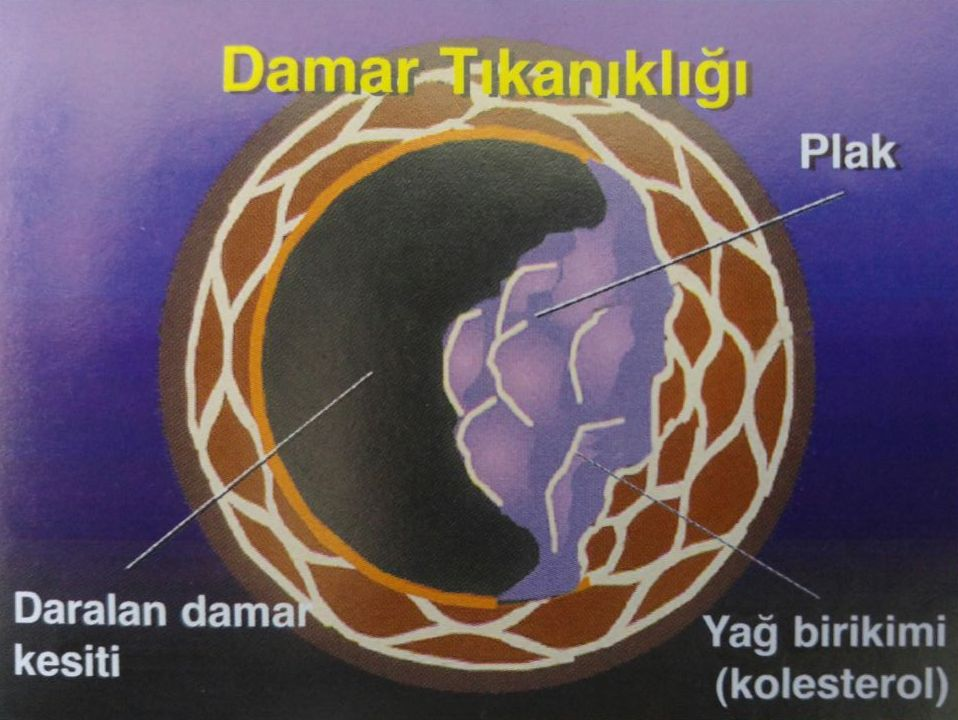 Damar Tıkanıklığı
Plak
Daralan damar
kesiti
Yağ birikimi
(kolesterol)